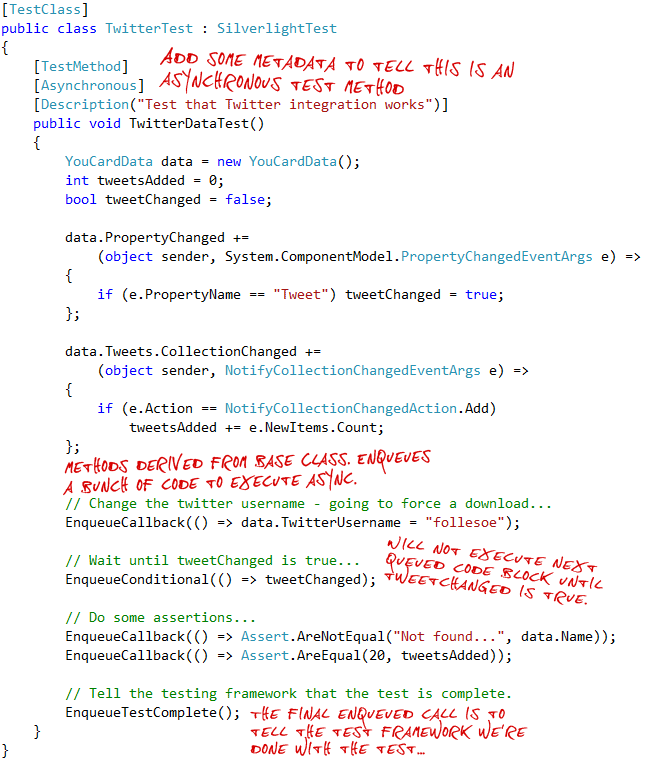 [TestClass]
public class TwitterTest : SilverlightTest
{
[TestMethod]
ADD SOME METADATA TO TELL THIS IS AN
[Asynchronous]
ASYNCHRONOUS TEST METHOD
[Description("Test that Twitter integration works")]
public void TwitterDataTest()
{
YouCardData data = new YouCardData();
int tweetsAdded = 0;
bool tweetChanged = false;
data.PropertyChanged +=
(object sender, System.ComponentModel.PropertyChangedEventArgs e) =>
{
if (e.PropertyName == "Tweet") tweetChanged = true;
};
data.Tweets.CollectionChanged +=
(object sender, NotifyCollectionChangedEventArgs e) =>
{
if (e.Action == NotifyCollectionChangedAction.Add)
tweetsAdded += e.NewItems.Count;
};
METHODS DERIVED FROM BASE CLASS. ENQUEUES
A BUNCH OF CODE TO EXECUTE ASYNC.
// Change the twitter username - going to force a download...
EnqueueCallback(() => data.TwitterUsername = "follesoe");
// Wait until tweetChanged is true...
EnqueueConditional(() => tweetChanged);
WILL NOT EXECUTE NEXT
QUEUED CODE BLOCK UNTIL
TWEETCHANGED IS TRUE.
// Do some assertions...
EnqueueCallback(() => Assert.AreNotEqual("Not found...", data.Name));
EnqueueCallback(() => Assert.AreEqual(20, tweetsAdded));
// Tell the testing framework that the test is complete.
EnqueueTestComplete();
THE FINAL ENQUEUED CALL IS TO
TELL THE TEST FRAMEWORK WE'RE
DONE WITH THE TEST...
}
}